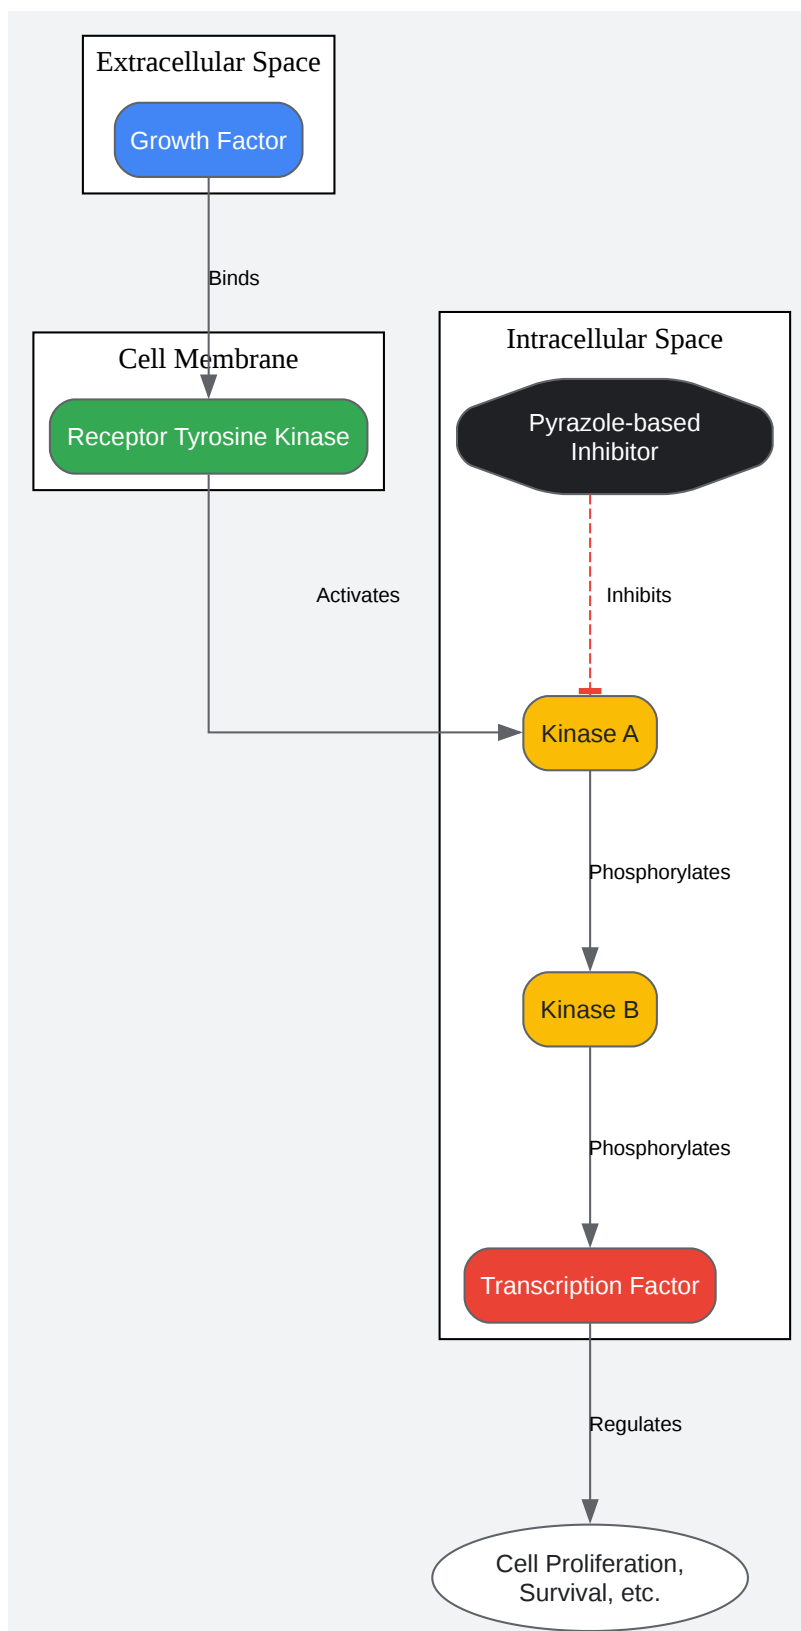 Extracellular Space
Growth Factor
Binds
Cell Membrane
Receptor Tyrosine Kinase
Intracellular Space
Pyrazole-based
Inhibitor
Activates
Inhibits
Kinase A
Phosphorylates
Kinase B
Phosphorylates
Transcription Factor
Regulates
Cell Proliferation,
Survival, etc.